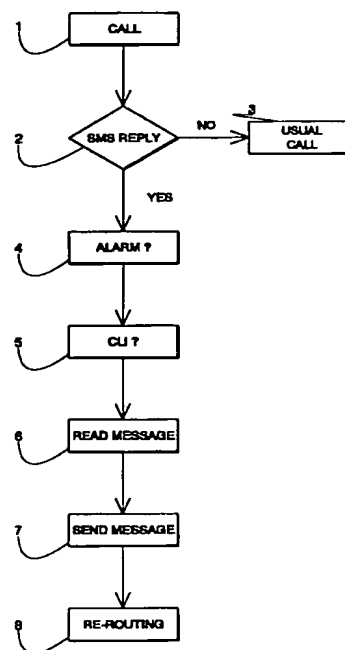 1 CALL
2 SMS REPLY
NO
3
USUAL
CALL
YES
4 ALARM ?
5 CLI ?
6 READ MESSAGE
7 SEND MESSAGE
8 RE-ROUTING